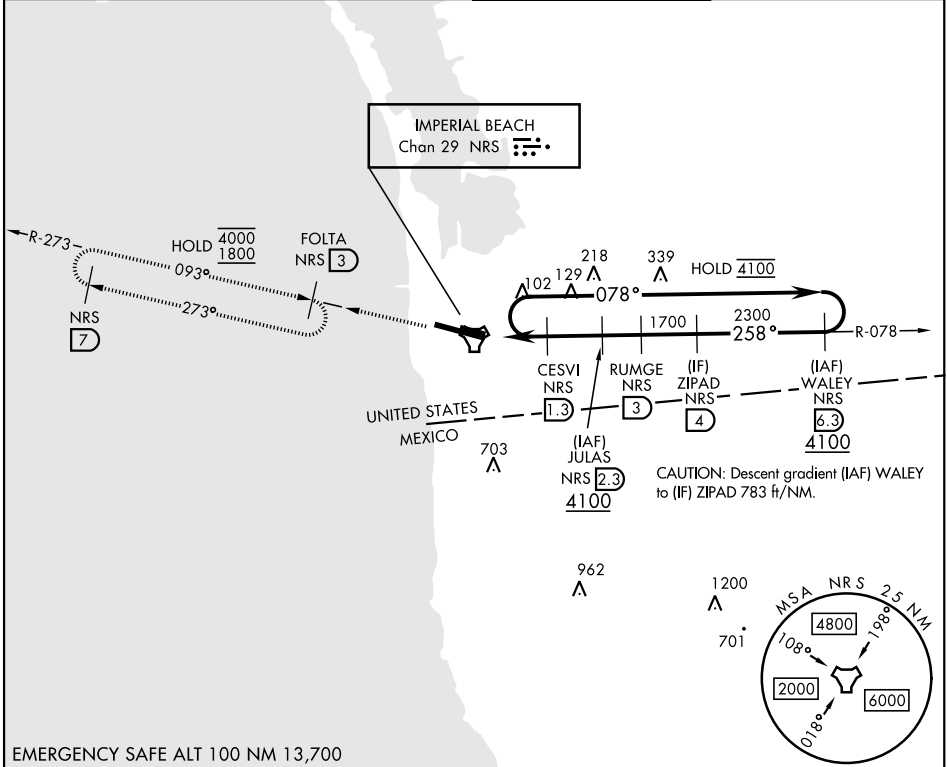 IMPERIAL BEACH
Chan 29 NRS
R-273
HOLD 4000
1800
093°
273°
FOLTA
NRS 3
NRS
7
102
129
218
339
HOLD 4100
078°
1700
2300
258°
R-078
CESVI
NRS
1.3
RUMGE
NRS
3
(IF)
ZIPAD
NRS
4
(IAF)
WALEY
NRS
6.3
4100
UNITED STATES
MEXICO
(IAF)
JULAS
NRS 2.3
4100
703
CAUTION: Descent gradient (IAF) WALEY
to (IF) ZIPAD 783 ft/NM.
962
1200
701
MSA NRS 25 NM
108°
4800
198°
2000
6000
018°
EMERGENCY SAFE ALT 100 NM 13,700